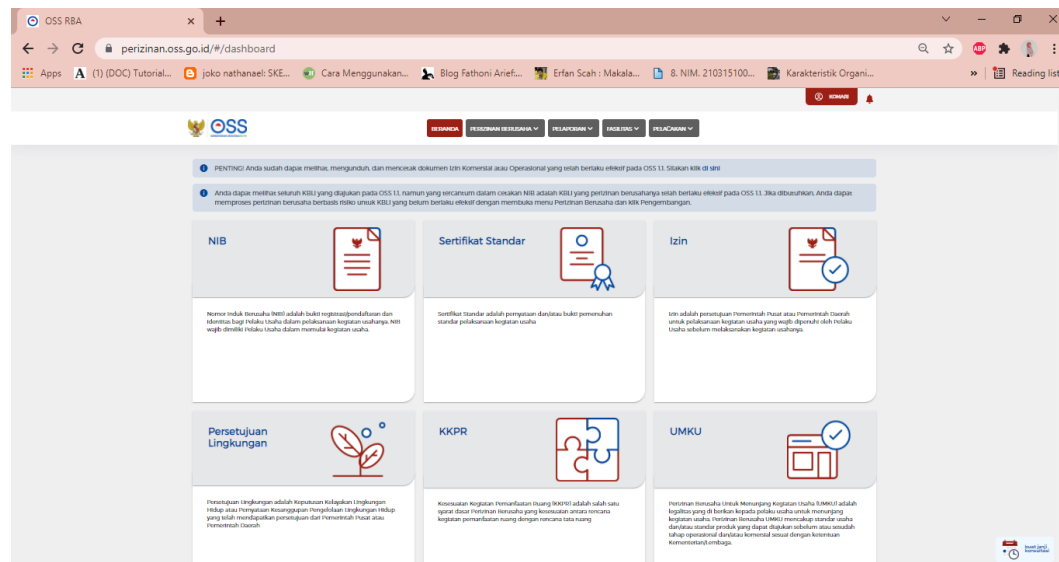 OSS RBA
perizinan.oss.go.id/#/dashboard
ABP
Apps
(1) (DOC) Tutorial...
joko nathanael: SKE...
Cara Menggunakan...
Blog Fathoni Arief:...
Erfan Scah : Makala...
8. NIM. 210315100...
Karakteristik Organi...
»
Reading list
KOMARI
OSS
BERANDA
PERIZINAN BERUSAHA
PELAPORAN
FASILITAS
PELACAKAN
PENTING! Anda sudah dapat melihat, mengunduh, dan mencetak dokumen Izin Komersial atau Operasional yang telah berlaku efektif pada OSS 1.1. Silakan klik di sini
Anda dapat melihat seluruh KBLI yang diajukan pada OSS 1.1, namun yang tercantum dalam cetakan NIB adalah KBLI yang perizinan berusahanya telah berlaku efektif pada OSS 1.1. Jika dibutuhkan, Anda dapat
memproses perizinan berusaha berbasis risiko untuk KBLI yang belum berlaku efektif dengan membuka menu Perizinan Berusaha dan klik Pengembangan.
NIB
Nomor Induk Berusaha (NIB) adalah bukti registrasi/pendaftaran dan
identitas bagi Pelaku Usaha dalam pelaksanaan kegiatan usahanya. NIB
wajib dimiliki Pelaku Usaha dalam memulai kegiatan usaha.
Sertifikat Standar
Sertifikat Standar adalah pernyataan dan/atau bukti pemenuhan
standar pelaksanaan kegiatan usaha
Izin
Izin adalah persetujuan Pemerintah Pusat atau Pemerintah Daerah
untuk pelaksanaan kegiatan usaha yang wajib dipenuhi oleh Pelaku
Usaha sebelum melaksanakan kegiatan usahanya
Persetujuan
Lingkungan
Persetujuan Lingkungan adalah Keputusan Kelayakan Lingkungan
Hidup atau Pernyataan Kesanggupan Pengelolaan Lingkungan Hidup
yang telah mendapatkan persetujuan dari Pemerintah Pusat atau
Pemerintah Daerah
KKPR
Kesesuaian Kegiatan Pemanfaatan Ruang (KKPR) adalah salah satu
syarat dasar Perizinan Berusaha yang kesesuaian antara rencana
kegiatan pemanfaatan ruang dengan rencana tata ruang
UMKU
Perizinan Berusaha Untuk Menunjang Kegiatan Usaha (UMKU) adalah
legalitas yang di berikan kepada pelaku usaha untuk menunjang
kegiatan usaha. Perizinan Berusaha UMKU mencakup standar usaha
dan/atau standar produk yang dapat diajukan sebelum atau sesudah
tahap operasional dan/atau komersial sesuai dengan ketentuan
Kementerian/Lembaga.
buat janji
konsultasi